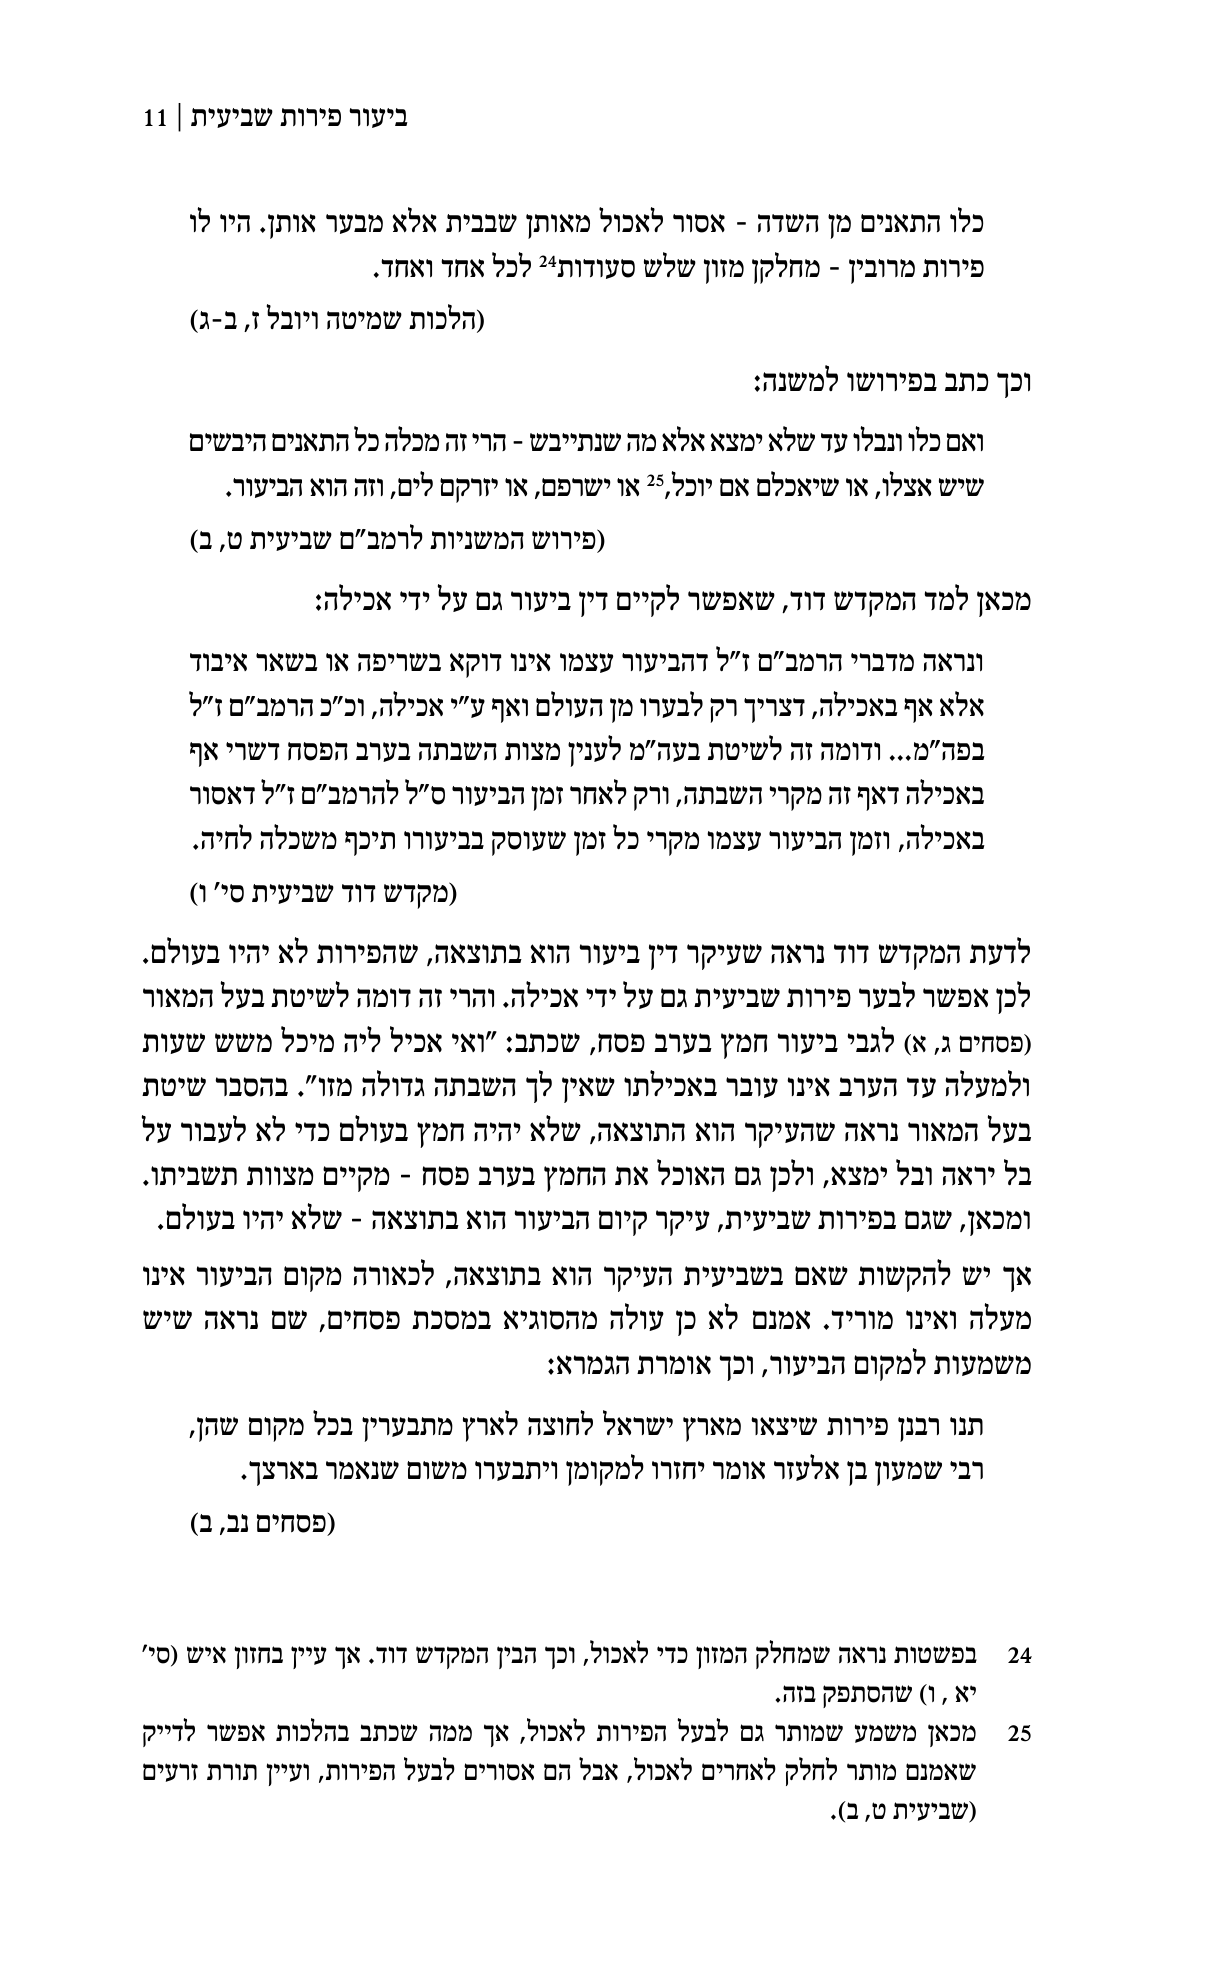 ביעור פירות שביעית | 11
כלו התאנים מן השדה - אסור לאכול מאותן שבבית אלא מבער אותן. היו לו
פירות מרובין - מחלקן מזון שלש סעודות24 לכל אחד ואחד.
(הלכות שמיטה ויובל ז, ב-ג)
וכך כתב בפירושו למשנה:
ואם כלו ונבלו עד שלא ימצא אלא מה שנתייבש - הרי זה מכלה כל התאנים היבשים
שיש אצלו, או שיאכלם אם יוכל,25 או ישרפם, או יזרקם לים, וזה הוא הביעור.
(פירוש המשניות לרמב"ם שביעית ט, ב)
מכאן למד המקדש דוד, שאפשר לקיים דין ביעור גם על ידי אכילה:
ונראה מדברי הרמב"ם ז"ל דהביעור עצמו אינו דוקא בשריפה או בשאר איבוד
אלא אף באכילה, דצריך רק לבערו מן העולם ואף ע"י אכילה, וכ"כ הרמב"ם ז"ל
בפה"מ... ודומה זה לשיטת בעה"מ לענין מצות השבתה בערב הפסח דשרי אף
באכילה דאף זה מקרי השבתה, ורק לאחר זמן הביעור ס"ל להרמב"ם ז"ל דאסור
באכילה, וזמן הביעור עצמו מקרי כל זמן שעוסק בביעורו תיכף משכלה לחיה.
(מקדש דוד שביעית סי' ו)
לדעת המקדש דוד נראה שעיקר דין ביעור הוא בתוצאה, שהפירות לא יהיו בעולם.
לכן אפשר לבער פירות שביעית גם על ידי אכילה. והרי זה דומה לשיטת בעל המאור
(פסחים ג, א) לגבי ביעור חמץ בערב פסח, שכתב: "ואי אכיל ליה מיכל משש שעות
ולמעלה עד הערב אינו עובר באכילתו שאין לך השבתה גדולה מזו". בהסבר שיטת
בעל המאור נראה שהעיקר הוא התוצאה, שלא יהיה חמץ בעולם כדי לא לעבור על
בל יראה ובל ימצא, ולכן גם האוכל את החמץ בערב פסח - מקיים מצוות תשביתו.
ומכאן, שגם בפירות שביעית, עיקר קיום הביעור הוא בתוצאה - שלא יהיו בעולם.
אך יש להקשות שאם בשביעית העיקר הוא בתוצאה, לכאורה מקום הביעור אינו
מעלה ואינו מוריד. אמנם לא כן עולה מהסוגיא במסכת פסחים, שם נראה שיש
משמעות למקום הביעור, וכך אומרת הגמרא:
תנו רבנן פירות שיצאו מארץ ישראל לחוצה לארץ מתבערין בכל מקום שהן,
רבי שמעון בן אלעזר אומר יחזרו למקומן ויתבערו משום שנאמר בארצך.
(פסחים נב, ב)
24 בפשטות נראה שמחלק המזון כדי לאכול, וכך הבין המקדש דוד. אך עיין בחזון איש (סי'
יא , ו) שהסתפק בזה.
25 מכאן משמע שמותר גם לבעל הפירות לאכול, אך ממה שכתב בהלכות אפשר לדייק
שאמנם מותר לחלק לאחרים לאכול, אבל הם אסורים לבעל הפירות, ועיין תורת זרעים
(שביעית ט, ב).